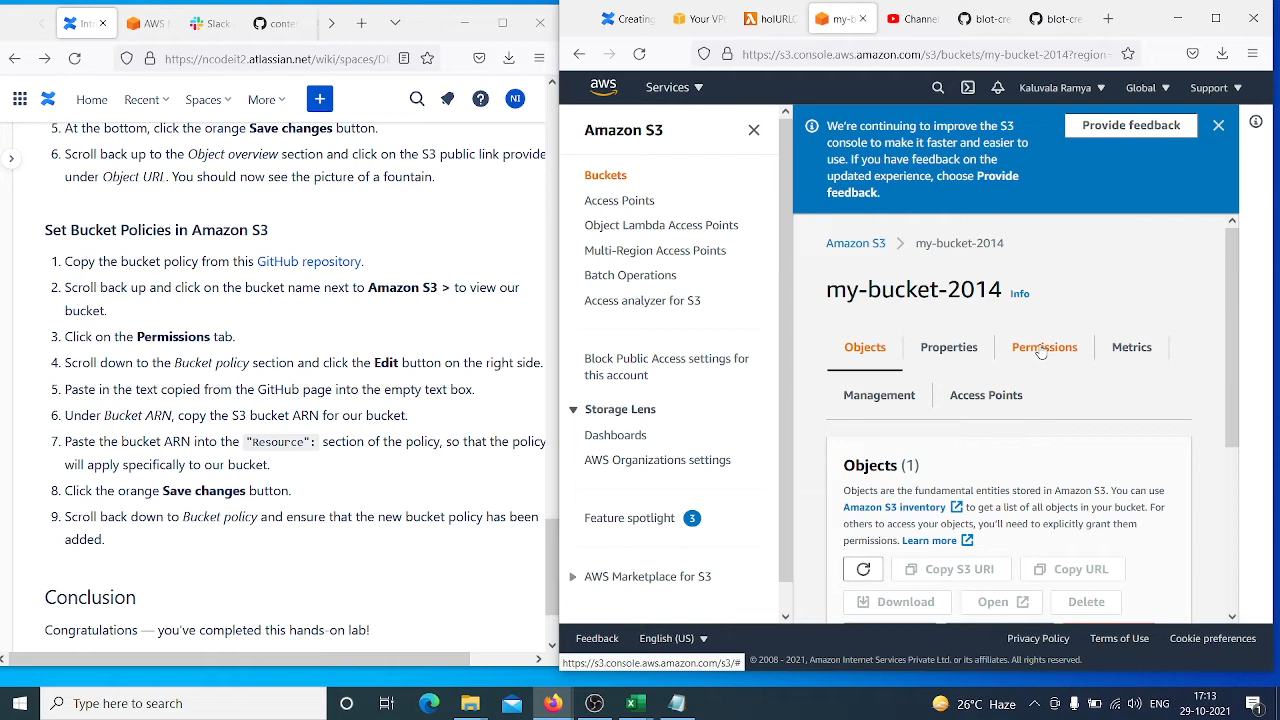 Int
AWS M
Slack
conter
https://ncodeit2.atlassian.net/wiki/spaces/DE
Home
Recent
Spaces
More
NI
5. At the bottom, click the orange Save changes button.
6. Scroll back up to the Object overview section and click on the S3 public link provide
under Object URL. You should now see the picture of a fountain.
Set Bucket Policies in Amazon S3
1. Copy the bucket policy from this GitHub repository.
2. Scroll back up and click on the bucket name next to Amazon S3 > to view our
bucket.
3. Click on the Permissions tab.
4. Scroll down to the Bucket policy section and click the Edit button on the right side.
5. Paste in the text copied from the GitHub page into the empty text box.
6. Under Bucket ARN, copy the S3 bucket ARN for our bucket.
7. Paste the bucket ARN into the "Resource": section of the policy, so that the policy
will apply specifically to our bucket.
8. Click the orange Save changes button.
9. Scroll back down to Bucket policy and ensure that the new bucket policy has been
added.
Conclusion
Congratulations — you've completed this hands-on lab!
Creating
Your VP
holURLC
my-b
Channe
blot-cre
blot-cre
https://s3.console.aws.amazon.com/s3/buckets/my-bucket-2014?region=
aws
Services
Kaluvala Ramya
Global
Support
Amazon S3
Buckets
Access Points
Object Lambda Access Points
Multi-Region Access Points
Batch Operations
Access analyzer for S3
Block Public Access settings for
this account
Storage Lens
Dashboards
AWS Organizations settings
Feature spotlight 3
AWS Marketplace for S3
We're continuing to improve the S3
console to make it faster and easier to
use. If you have feedback on the
updated experience, choose Provide
feedback.
Provide feedback
Amazon S3 > my-bucket-2014
my-bucket-2014 Info
Objects
Properties
Permissions
Metrics
Management
Access Points
Objects (1)
Objects are the fundamental entities stored in Amazon S3. You can use
Amazon S3 inventory to get a list of all objects in your bucket. For
others to access your objects, you'll need to explicitly grant them
permissions. Learn more
Copy S3 URI
Copy URL
Download
Open
Delete
Feedback
English (US)
Privacy Policy
Terms of Use
Cookie preferences
https://s3.console.aws.amazon.com/s3/#
© 2008 - 2021, Amazon Internet Services Private Ltd. or its affiliates. All rights reserved.
Type here to search
26°C Haze
ENG
17:13
29-10-2021